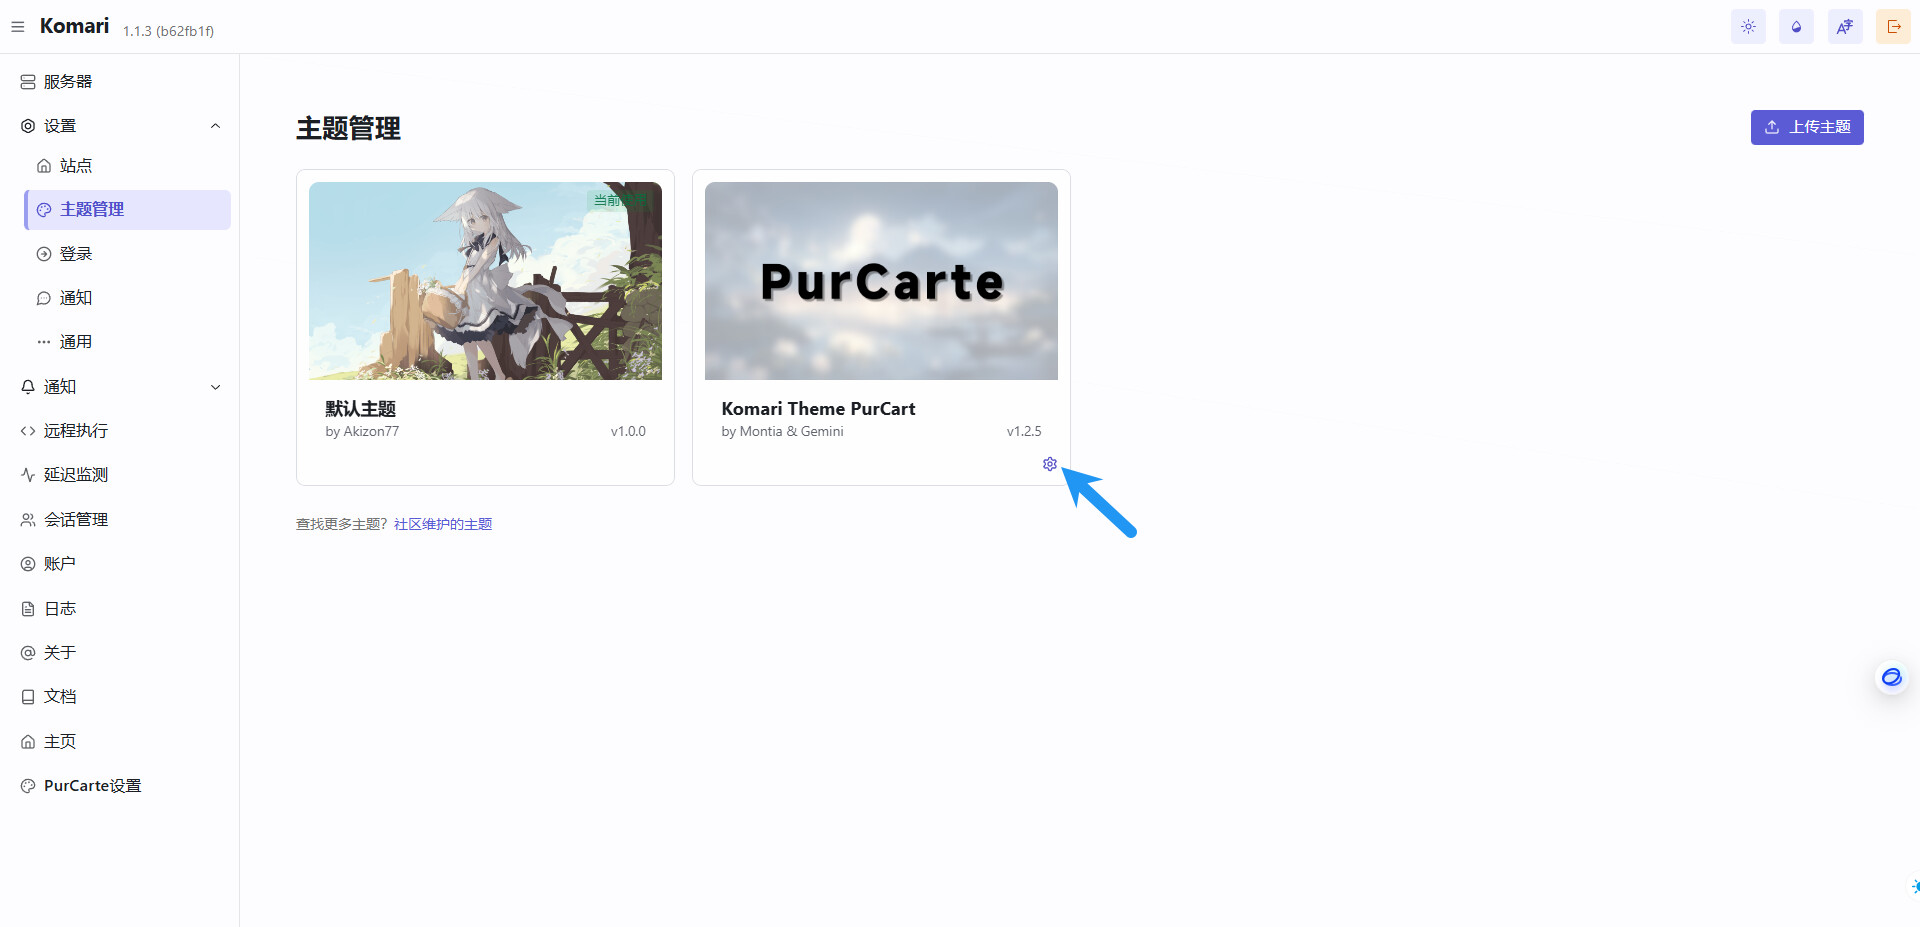 Komari 1.1.3 (b62fb1f)
服务器
设置
站点
主题管理
登录
通知
通用
通知
远程执行
延迟监测
会话管理
账户
日志
关于
文档
主页
PurCarte设置
主题管理
上传主题
当前
PurCarte
默认主题
by Akizon77
v1.0.0
Komari Theme PurCart
by Montia & Gemini
v1.2.5
查找更多主题? 社区维护的主题